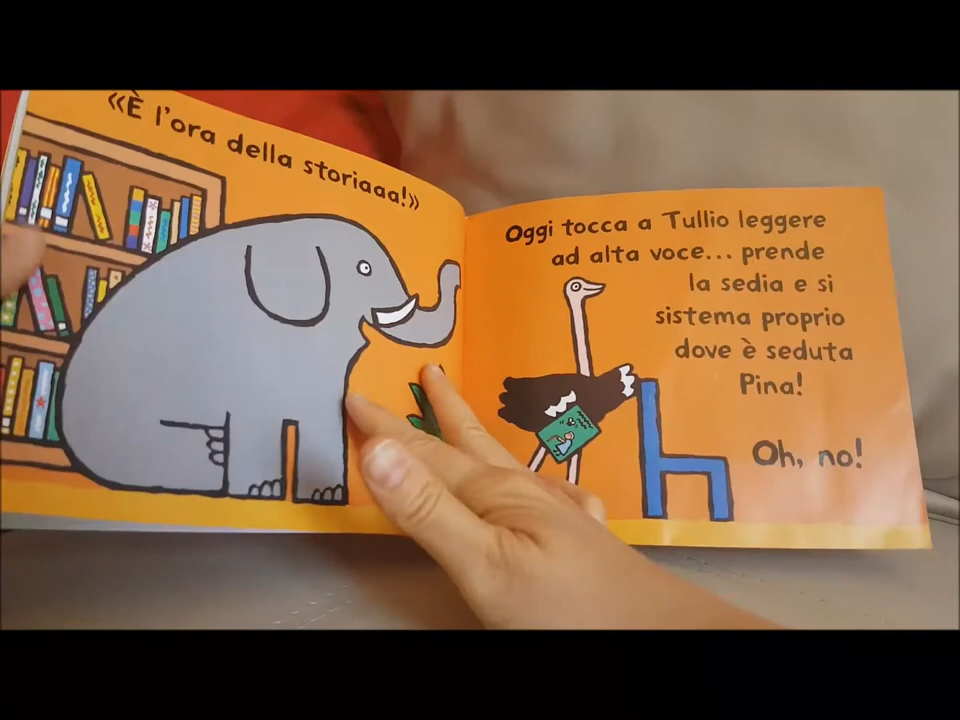 «È l'ora della storiaaa!»
Oggi tocca a Tullio leggere
ad alta voce... prende
la sedia e si
sistema proprio
dove è seduta
Pina!
Oh, no!